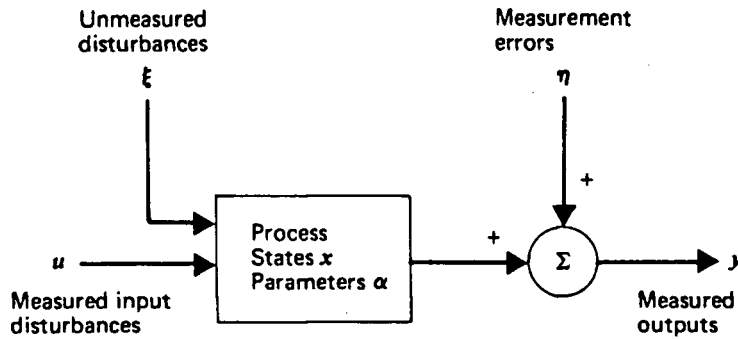 Unmeasured
disturbances
ξ
Measurement
errors
η
+
Process
States x
Parameters α
+
Σ
u
y
Measured input
disturbances
Measured
outputs